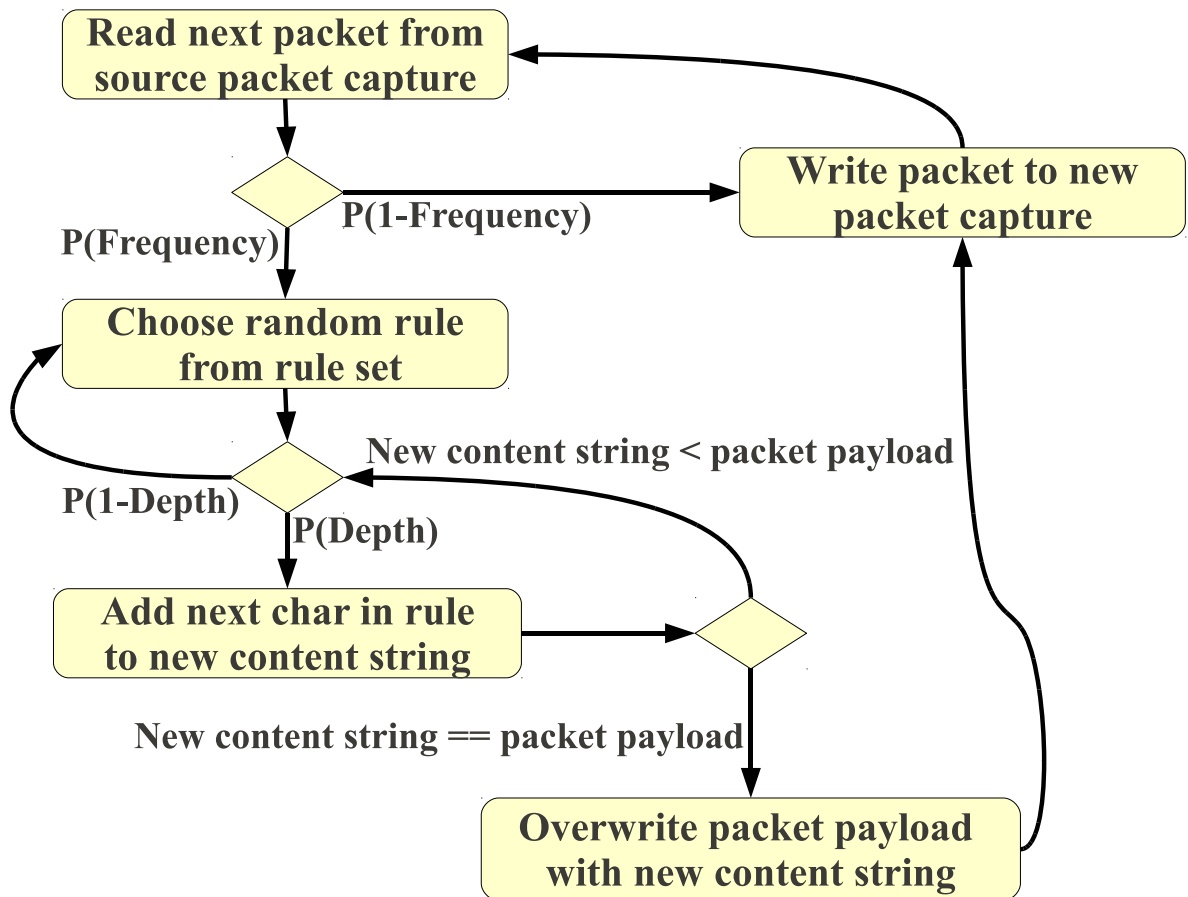 Read next packet from
source packet capture
Write packet to new
packet capture
P(1-Frequency)
P(Frequency)
Choose random rule
from rule set
New content string < packet payload
P(1-Depth)
P(Depth)
Add next char in rule
to new content string
New content string == packet payload
Overwrite packet payload
with new content string